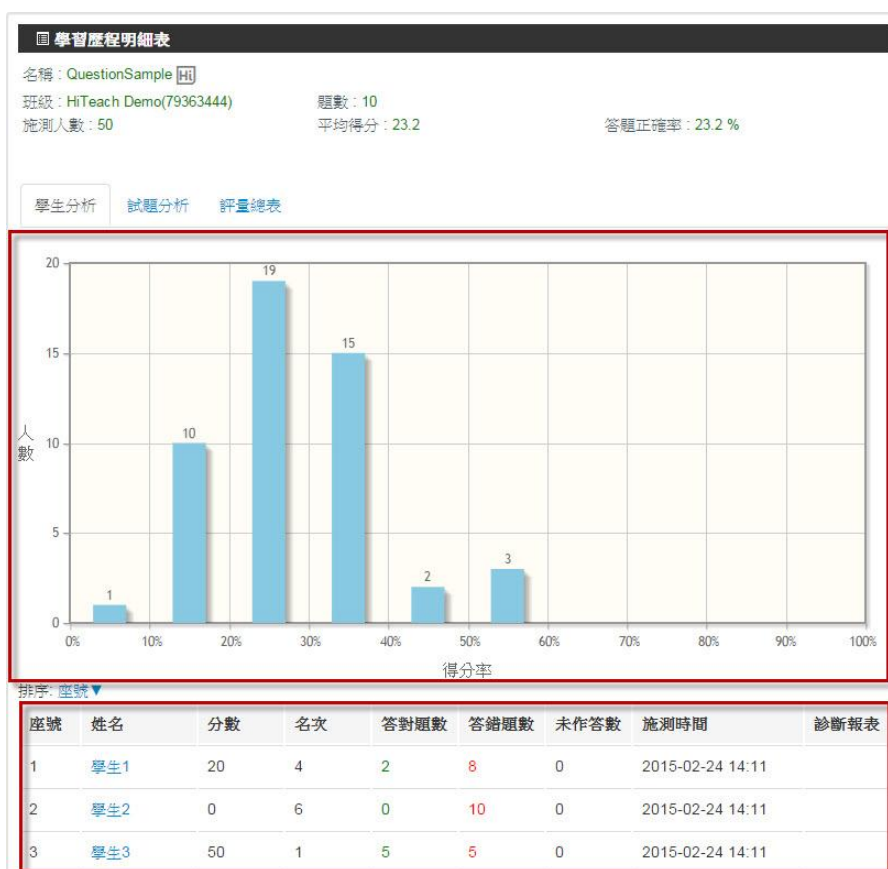 學習歷程明細表
名稱 : QuestionSample Hi
班級 : HiTeach Demo(79363444) 題數 : 10
施測人數 : 50 平均得分 : 23.2 答題正確率 : 23.2 %
學生分析 試題分析 評量總表
20
19
15
15
10
10
人數
5
3
2
1
0
0% 10% 20% 30% 40% 50% 60% 70% 80% 90% 100%
得分率
排序: 座號▼
座號 姓名 分數 名次 答對題數 答錯題數 未作答數 施測時間 診斷報表
1 學生1 20 4 2 8 0 2015-02-24 14:11
2 學生2 0 6 0 10 0 2015-02-24 14:11
3 學生3 50 1 5 5 0 2015-02-24 14:11